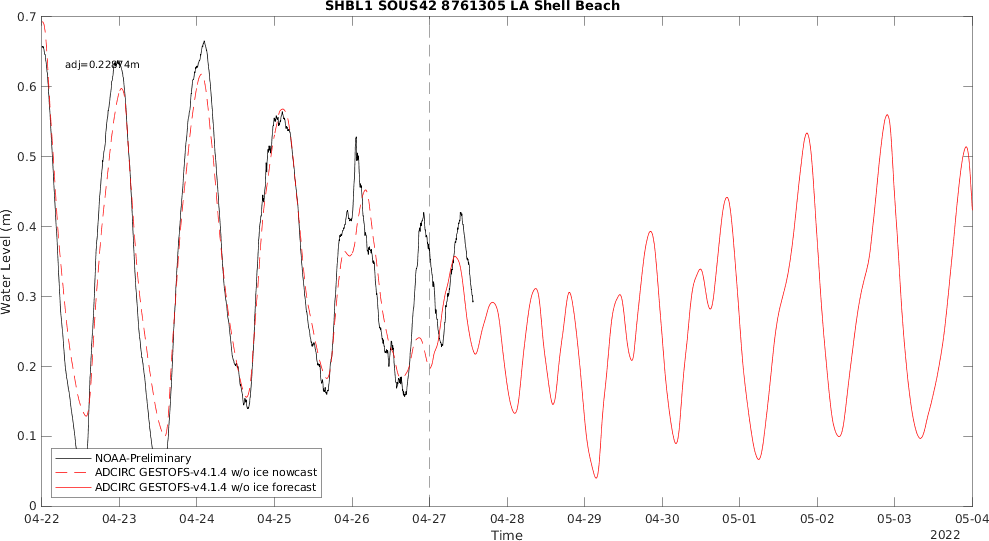 SHBL1 SOUS42 8761305 LA Shell Beach
0.7
0.6
0.5
0.4
0.3
0.2
0.1
0
Water Level (m)
NOAA-Preliminary
ADCIRC GESTOFS-v4.1.4 w/o ice nowcast
ADCIRC GESTOFS-v4.1.4 w/o ice forecast
04-22 04-23 04-24 04-25 04-26 04-27 04-28 04-29 04-30 05-01 05-02 05-03 05-04
Time
2022